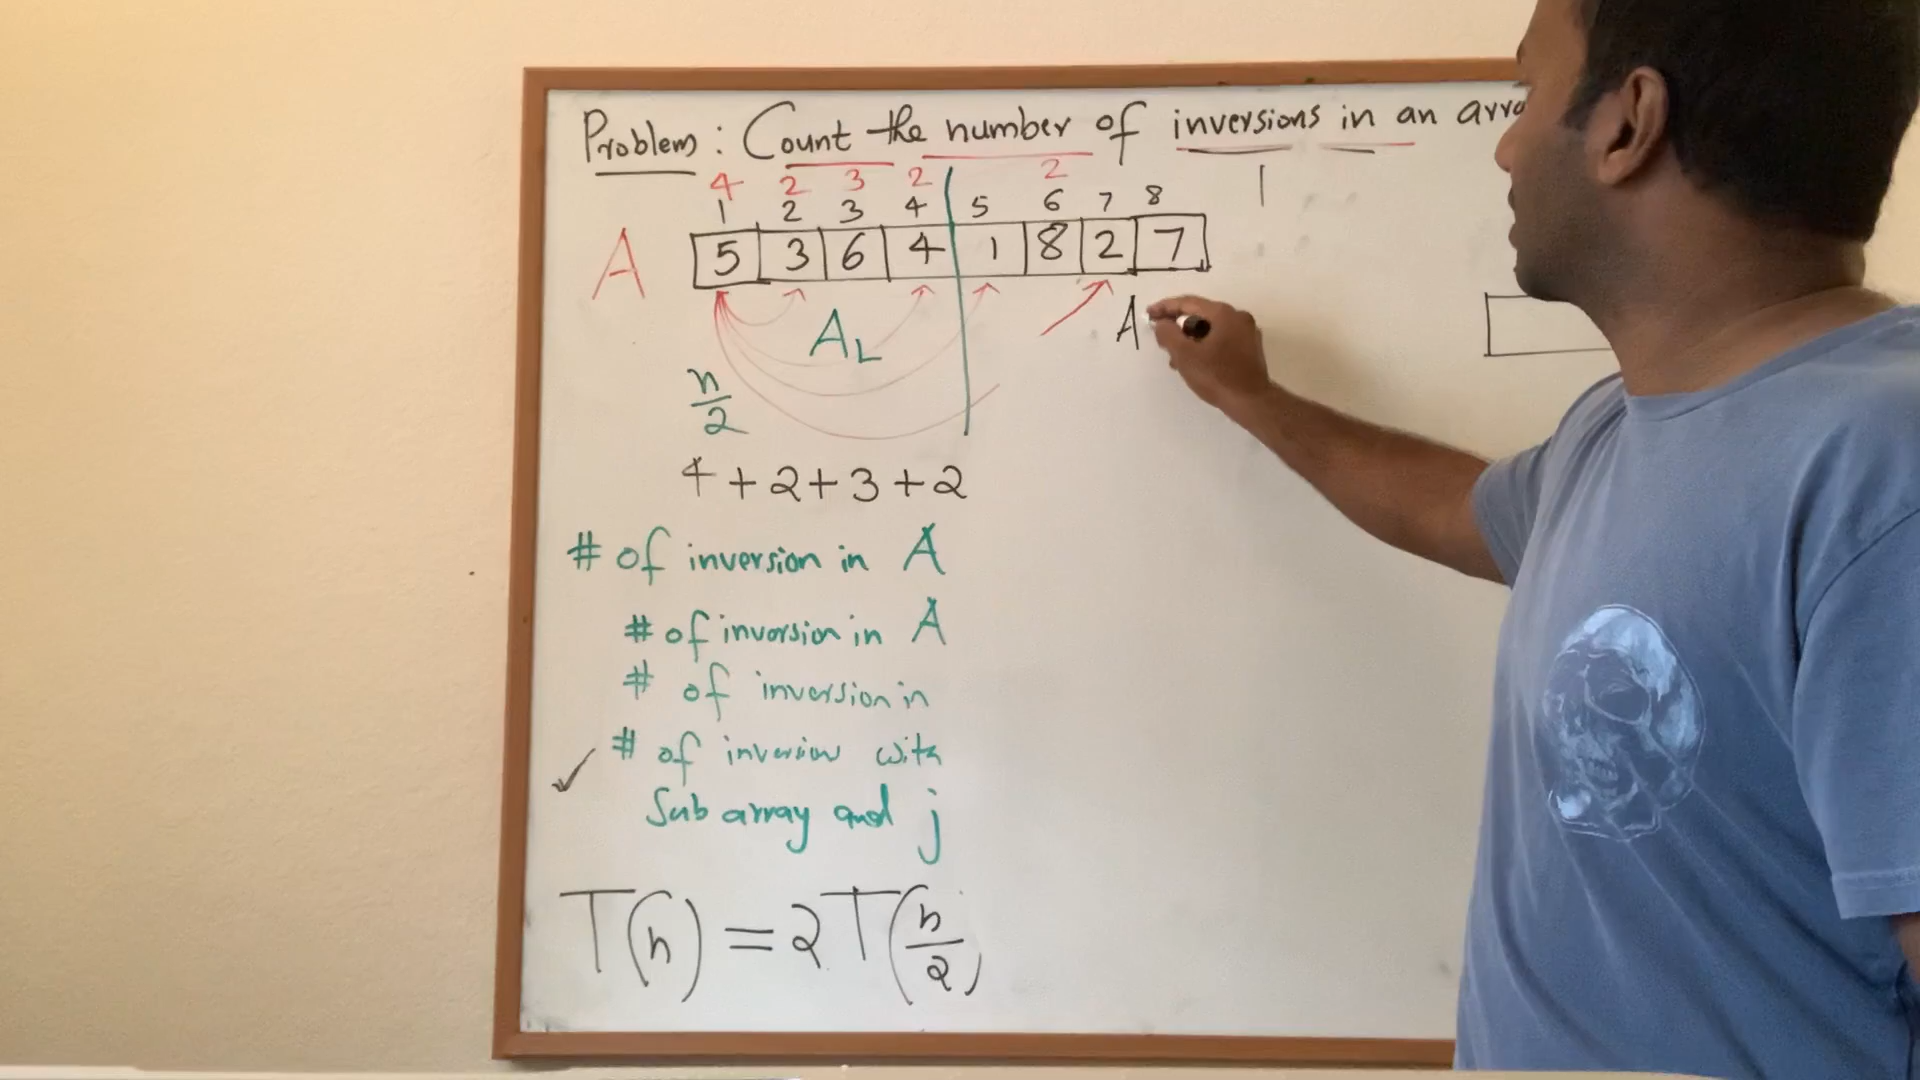 Problem: Count the number of inversions in an arra
4 2 3 2 2
1 2 3 4 5 6 7 8
A 5 3 6 4 1 8 2 7
AL A
n/2
4+2+3+2
# of inversion in A
# of inversion in A
# of inversion in
# of inversion with
Sub array and j
T(n) = 2T(n/2)